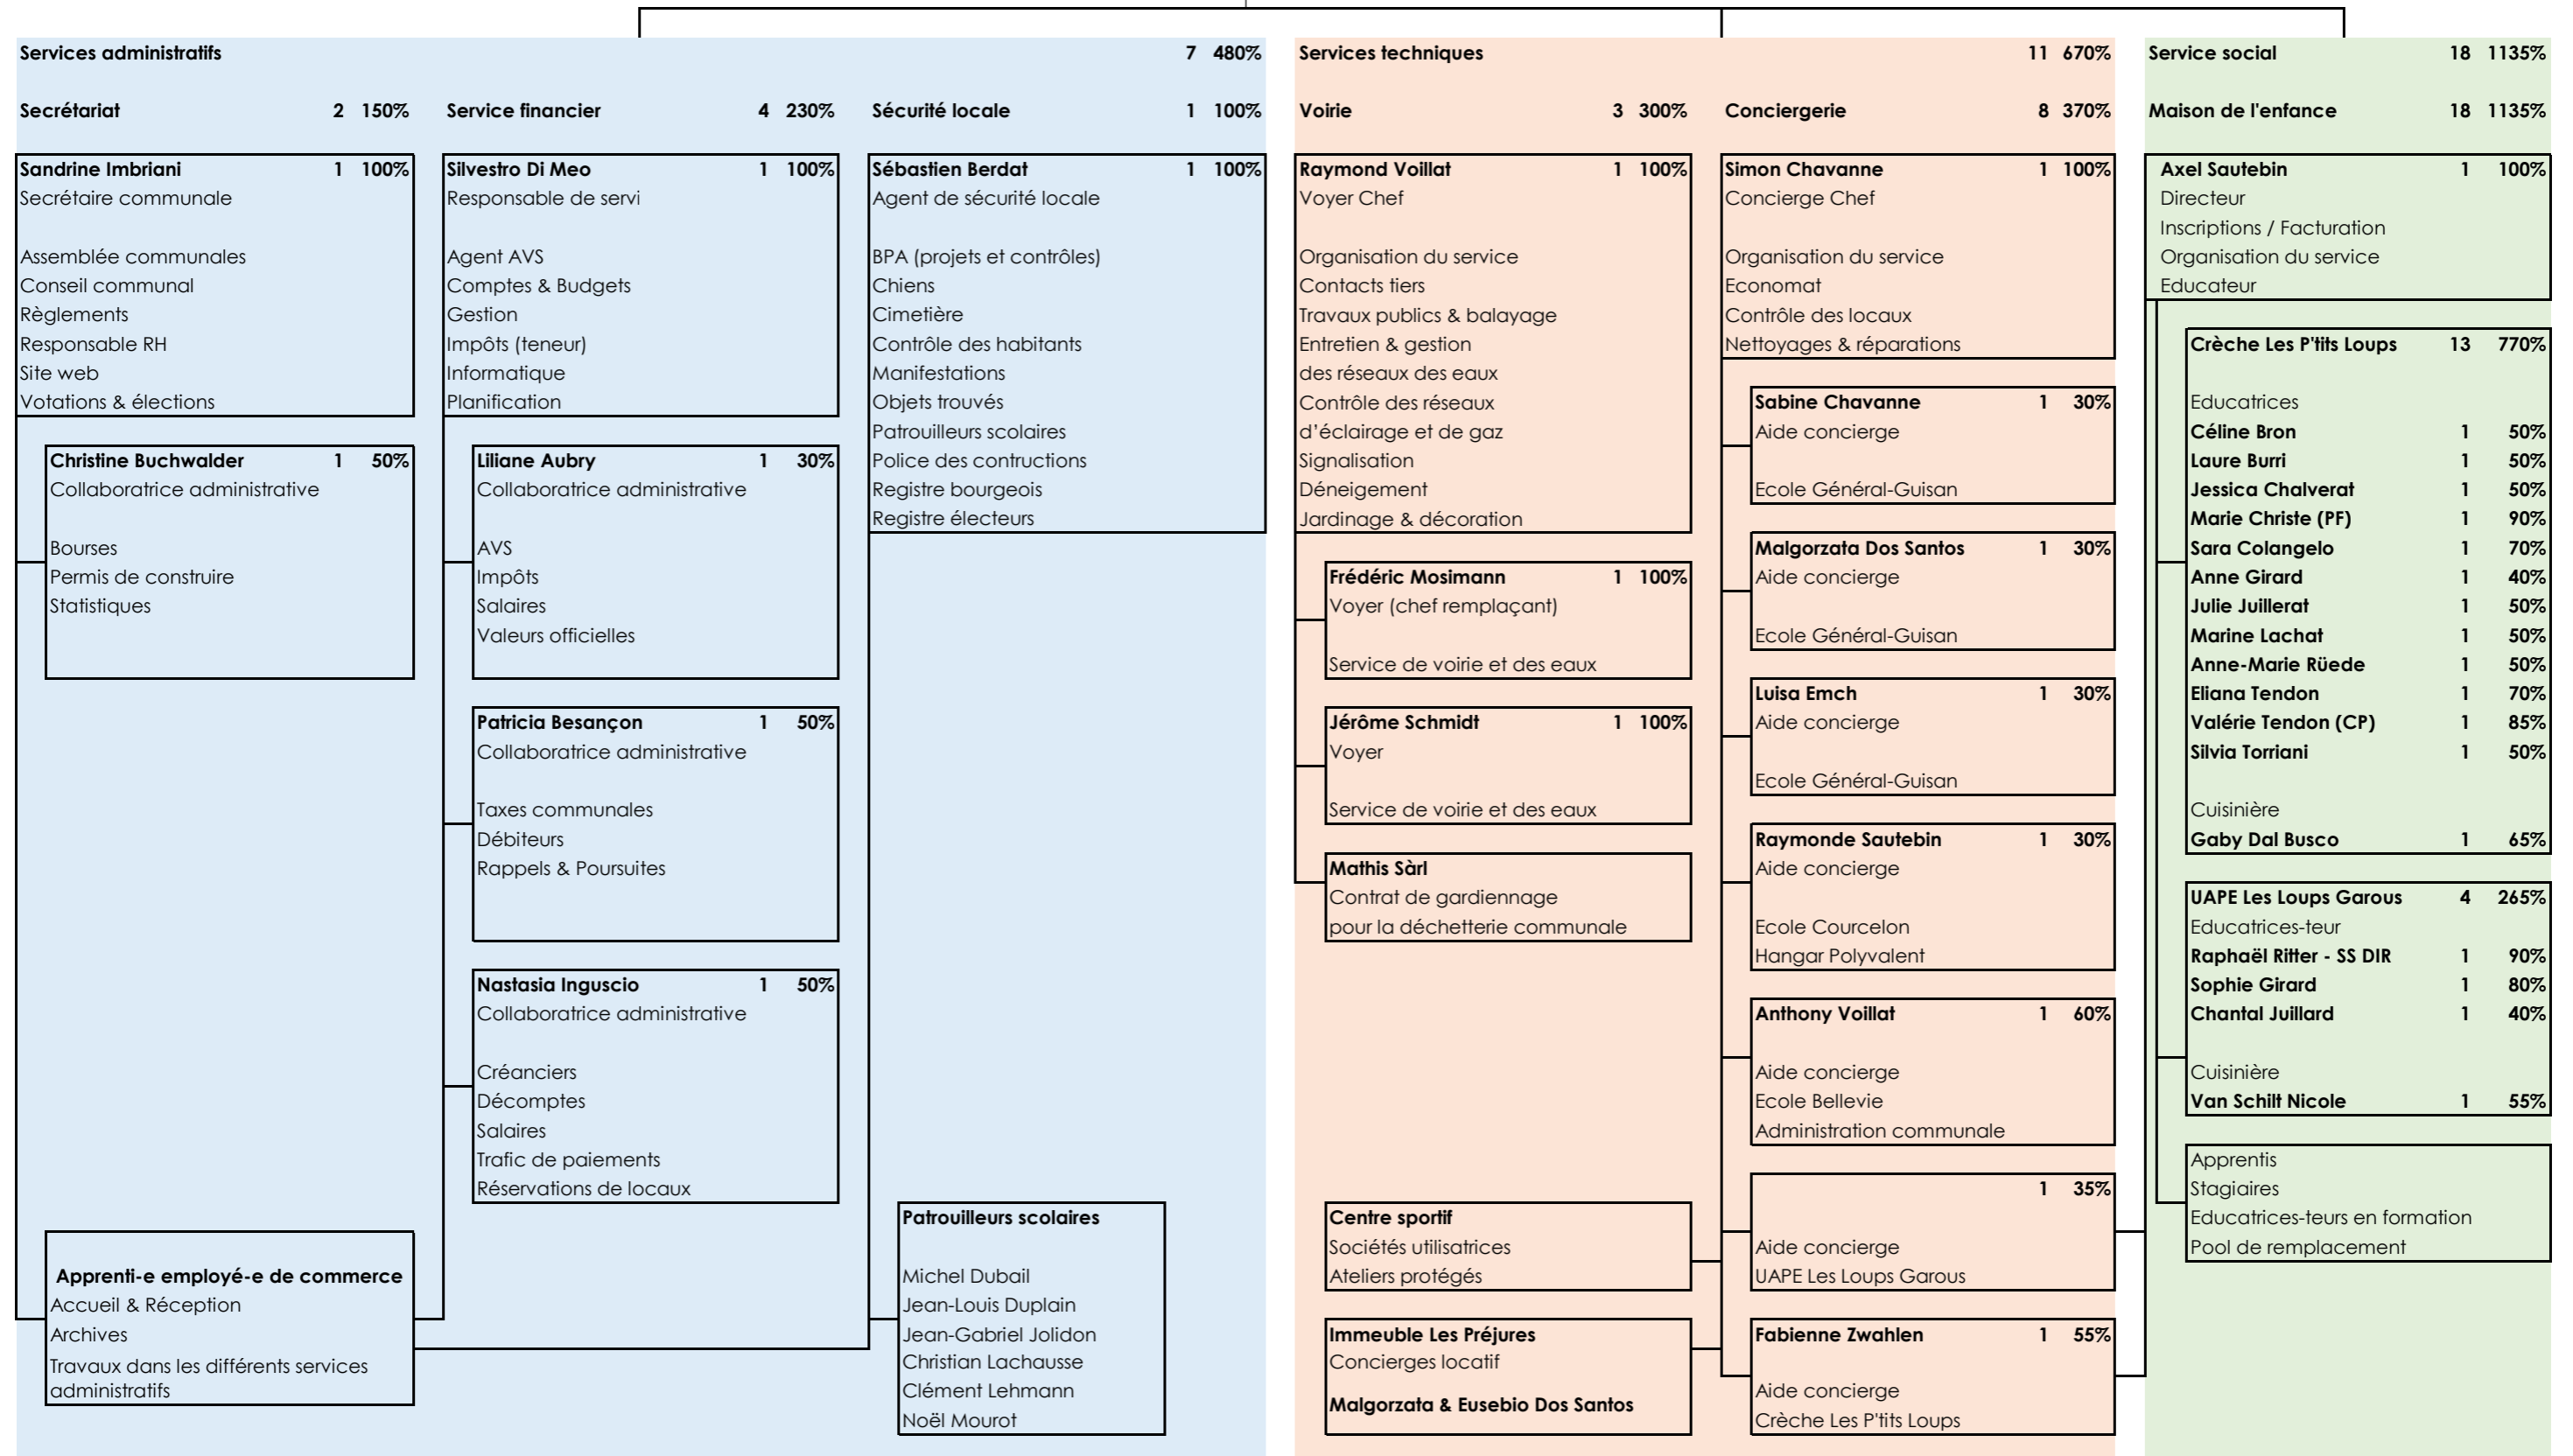 Services administratifs 7 480%
Secrétariat 2 150%
Sandrine Imbriani 1 100%
Secrétaire communale
Assemblée communales
Conseil communal
Règlements
Responsable RH
Site web
Votations & élections
Christine Buchwalder 1 50%
Collaboratrice administrative
Bourses
Permis de construire
Statistiques
Apprenti-e employé-e de commerce
Accueil & Réception
Archives
Travaux dans les différents services
administratifs
Service financier 4 230%
Silvestro Di Meo 1 100%
Responsable de servi
Agent AVS
Comptes & Budgets
Gestion
Impôts (teneur)
Informatique
Planification
Liliane Aubry 1 30%
Collaboratrice administrative
AVS
Impôts
Salaires
Valeurs officielles
Patricia Besançon 1 50%
Collaboratrice administrative
Taxes communales
Débiteurs
Rappels & Poursuites
Nastasia Inguscio 1 50%
Collaboratrice administrative
Créanciers
Décomptes
Salaires
Trafic de paiements
Réservations de locaux
Sécurité locale 1 100%
Sébastien Berdat 1 100%
Agent de sécurité locale
BPA (projets et contrôles)
Chiens
Cimetière
Contrôle des habitants
Manifestations
Objets trouvés
Patrouilleurs scolaires
Police des contructions
Registre bourgeois
Registre électeurs
Patrouilleurs scolaires
Michel Dubail
Jean-Louis Duplain
Jean-Gabriel Jolidon
Christian Lachausse
Clément Lehmann
Noël Mourot
Services techniques 11 670%
Voirie 3 300%
Raymond Voillat 1 100%
Voyer Chef
Organisation du service
Contacts tiers
Travaux publics & balayage
Entretien & gestion
des réseaux des eaux
Contrôle des réseaux
d’éclairage et de gaz
Signalisation
Déneigement
Jardinage & décoration
Frédéric Mosimann 1 100%
Voyer (chef remplaçant)
Service de voirie et des eaux
Jérôme Schmidt 1 100%
Voyer
Service de voirie et des eaux
Mathis Sàrl
Contrat de gardiennage
pour la déchetterie communale
Centre sportif
Sociétés utilisatrices
Ateliers protégés
Immeuble Les Préjures
Concierges locatif
Malgorzata & Eusebio Dos Santos
Conciergerie 8 370%
Simon Chavanne 1 100%
Concierge Chef
Organisation du service
Economat
Contrôle des locaux
Nettoyages & réparations
Sabine Chavanne 1 30%
Aide concierge
Ecole Général-Guisan
Malgorzata Dos Santos 1 30%
Aide concierge
Ecole Général-Guisan
Luisa Emch 1 30%
Aide concierge
Ecole Général-Guisan
Raymonde Sautebin 1 30%
Aide concierge
Ecole Courcelon
Hangar Polyvalent
Anthony Voillat 1 60%
Aide concierge
Ecole Bellevie
Administration communale
1 35%
Aide concierge
UAPE Les Loups Garous
Fabienne Zwahlen 1 55%
Aide concierge
Crèche Les P'tits Loups
Service social 18 1135%
Maison de l'enfance 18 1135%
Axel Sautebin 1 100%
Directeur
Inscriptions / Facturation
Organisation du service
Educateur
Crèche Les P'tits Loups 13 770%
Educatrices
Céline Bron 1 50%
Laure Burri 1 50%
Jessica Chalverat 1 50%
Marie Christe (PF) 1 90%
Sara Colangelo 1 70%
Anne Girard 1 40%
Julie Juillerat 1 50%
Marine Lachat 1 50%
Anne-Marie Rüede 1 50%
Eliana Tendon 1 70%
Valérie Tendon (CP) 1 85%
Silvia Torriani 1 50%
Cuisinière
Gaby Dal Busco 1 65%
UAPE Les Loups Garous 4 265%
Educatrices-teur
Raphaël Ritter - SS DIR 1 90%
Sophie Girard 1 80%
Chantal Juillard 1 40%
Cuisinière
Van Schilt Nicole 1 55%
Apprentis
Stagiaires
Educatrices-teurs en formation
Pool de remplacement